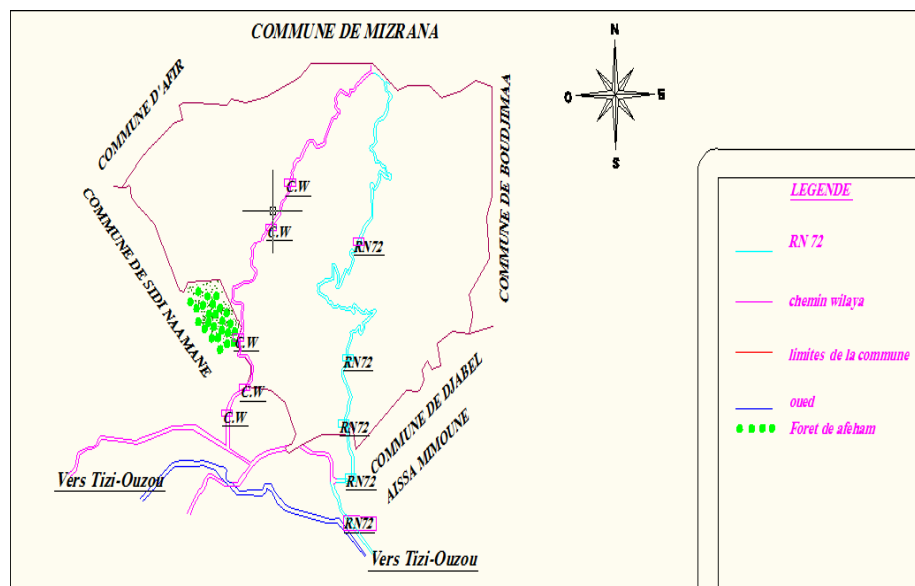 COMMUNE DE MIZRANA
N
COMMUNE D'AFIR
O
E
S
COMMUNE DE BOUDJIMAA
C.W
COMMUNE DE SIDI NAAMANE
C.W
RN72
C.W
RN72
C.W
C.W
RN72
COMMUNE DE DJABEL
AISSA MIMOUNE
Vers Tizi-Ouzou
RN72
RN72
Vers Tizi-Ouzou
LEGENDE
RN 72
chemin wilaya
limites de la commune
oued
Foret de afeham